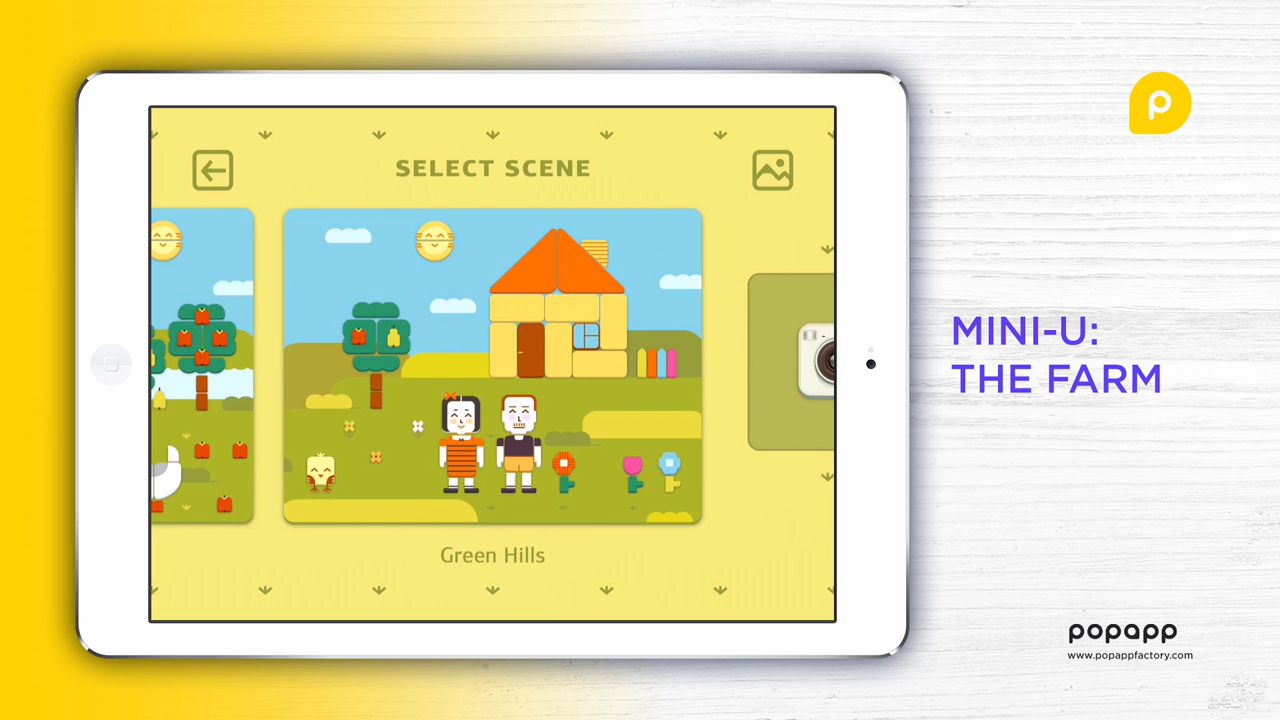 SELECT SCENE
Green Hills
P
MINI-U:
THE FARM
popapp
www.popappfactory.com